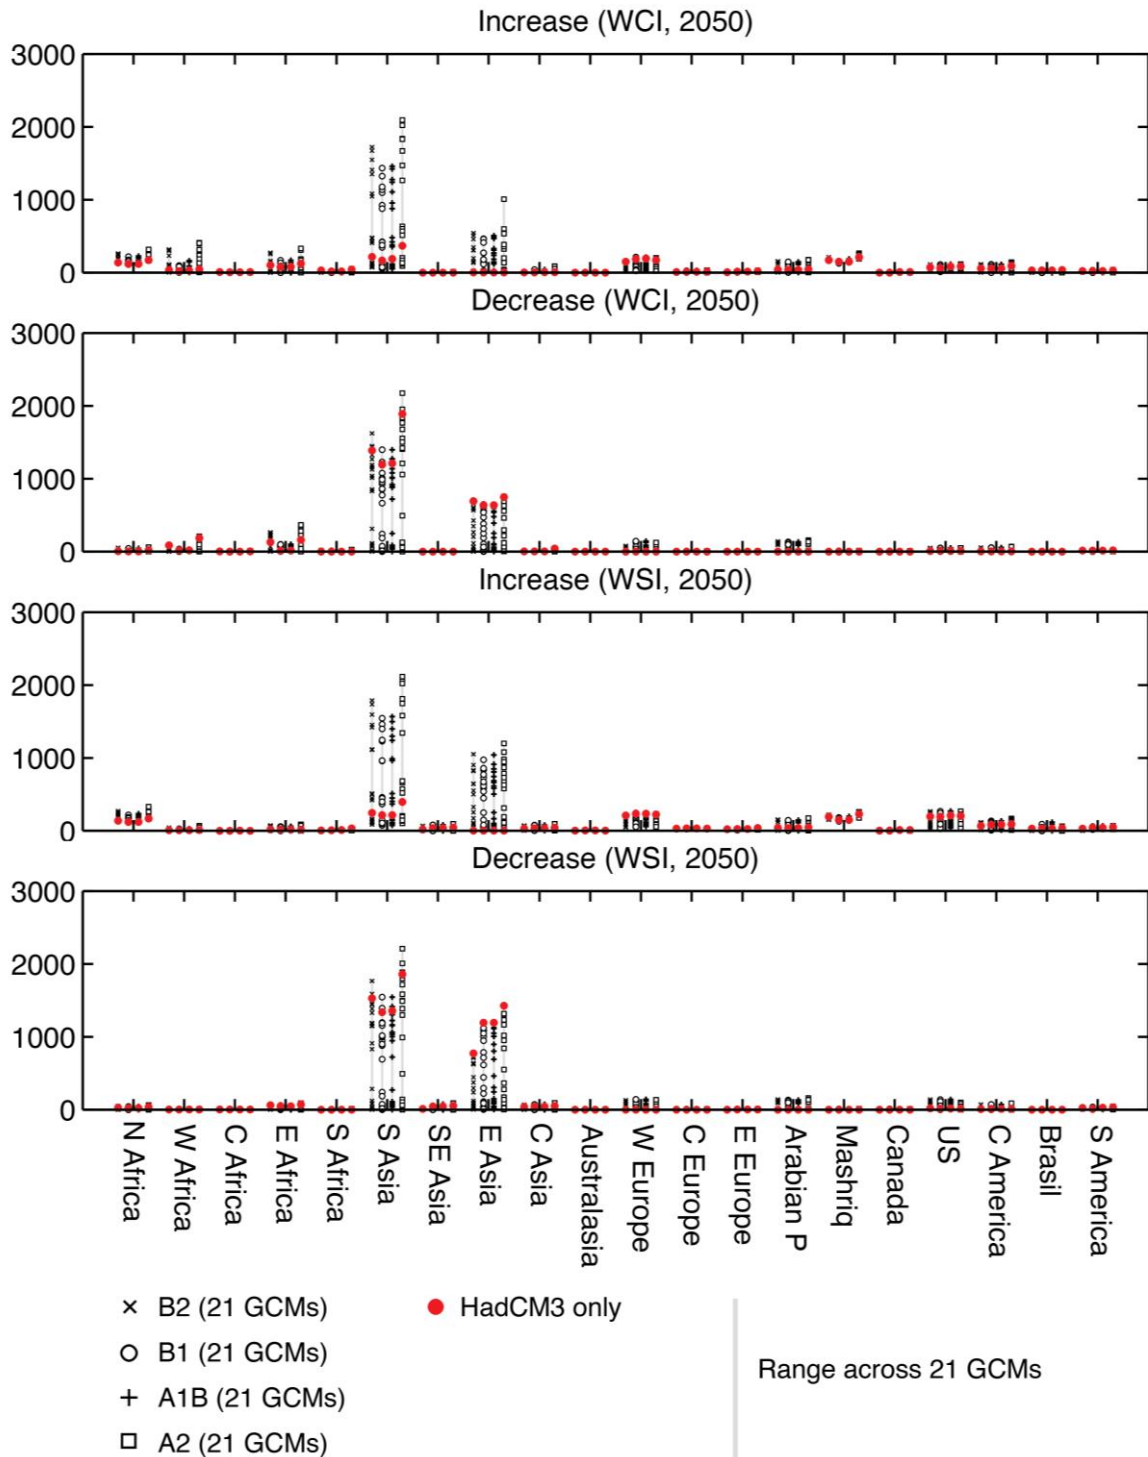 Increase (WCI, 2050)
3000
2000
1000
0
Decrease (WCI, 2050)
3000
2000
1000
0
Increase (WSI, 2050)
3000
2000
1000
0
Decrease (WSI, 2050)
3000
2000
1000
0
N Africa
W Africa
C Africa
E Africa
S Africa
S Asia
SE Asia
E Asia
C Asia
Australasia
W Europe
C Europe
E Europe
Arabian P
Mashriq
Canada
US
C America
Brasil
S America
B2 (21 GCMs)
HadCM3 only
B1 (21 GCMs)
Range across 21 GCMs
A1B (21 GCMs)
A2 (21 GCMs)